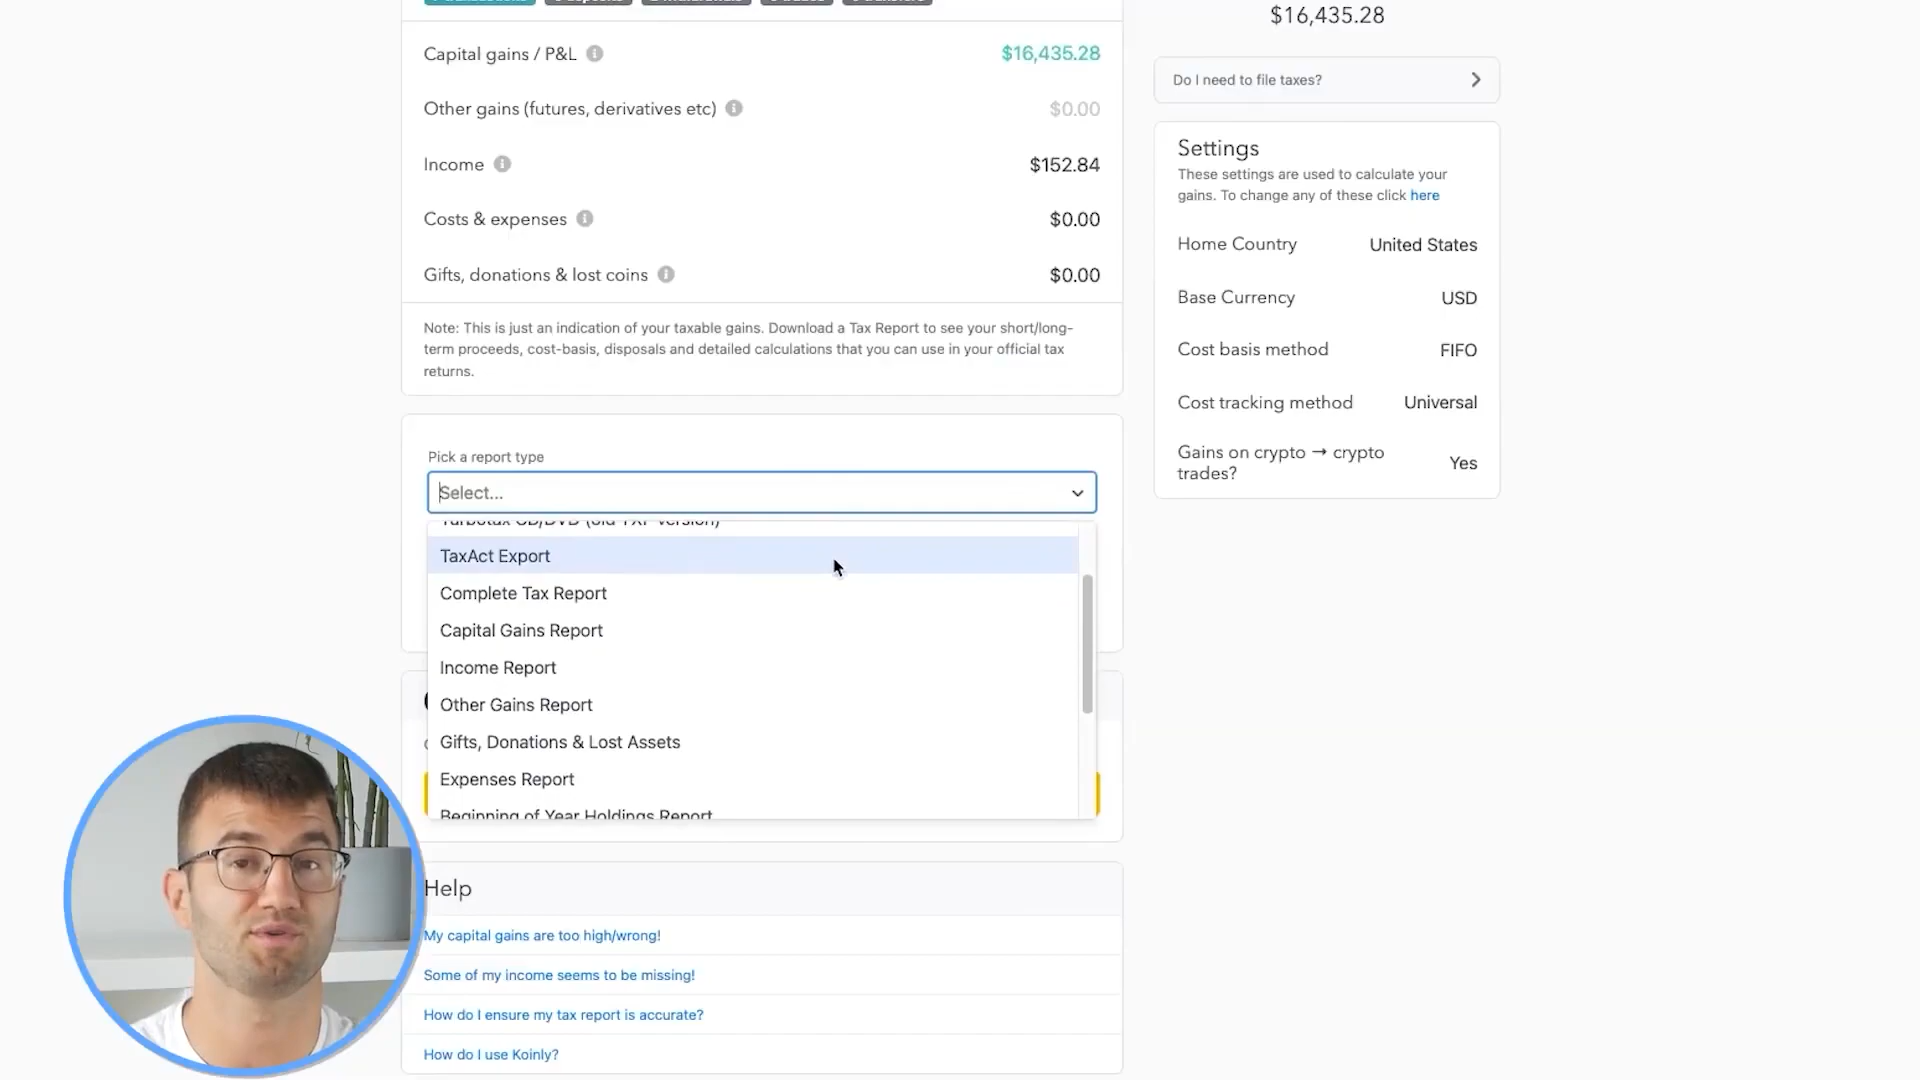 $16,435.28
Capital gains / P&L $16,435.28
Do I need to file taxes?
Other gains (futures, derivatives etc) $0.00
Income $152.84
Costs & expenses $0.00
Gifts, donations & lost coins $0.00
Note: This is just an indication of your taxable gains. Download a Tax Report to see your short/long-
term proceeds, cost-basis, disposals and detailed calculations that you can use in your official tax
returns.
Settings
These settings are used to calculate your
gains. To change any of these click here
Home Country United States
Base Currency USD
Cost basis method FIFO
Cost tracking method Universal
Gains on crypto → crypto
trades? Yes
Pick a report type
Select...
TaxAct Export
Complete Tax Report
Capital Gains Report
Income Report
Other Gains Report
Gifts, Donations & Lost Assets
Expenses Report
Beginning of Year Holdings Report
Help
My capital gains are too high/wrong!
Some of my income seems to be missing!
How do I ensure my tax report is accurate?
How do I use Koinly?